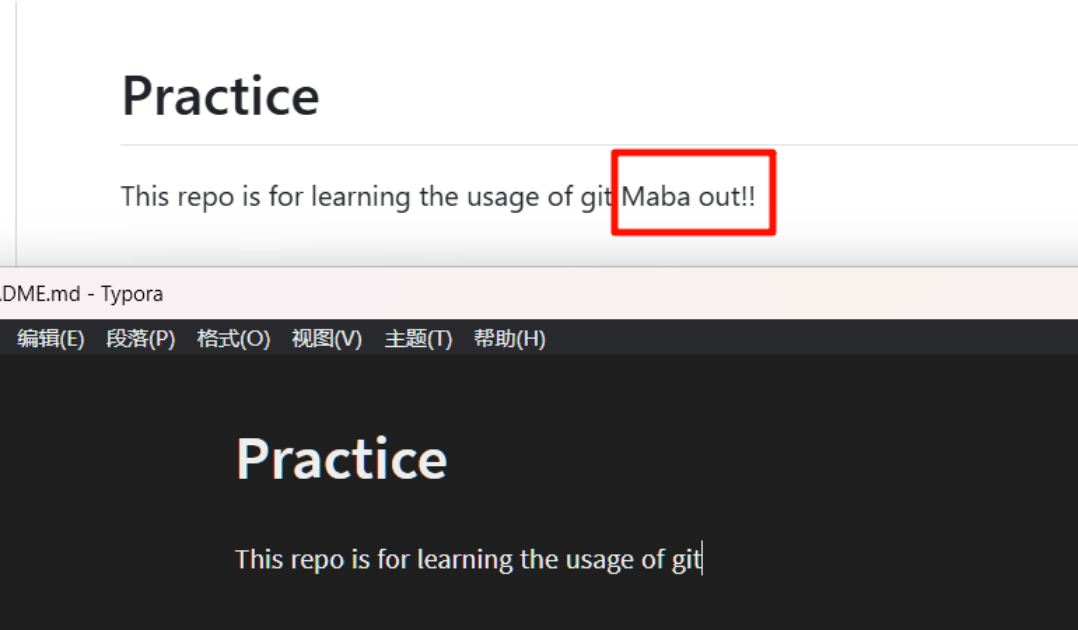 Practice
This repo is for learning the usage of git Maba out!!
DME.md - Typora
编辑(E) 段落(P) 格式(O) 视图(V) 主题(T) 帮助(H)
Practice
This repo is for learning the usage of git